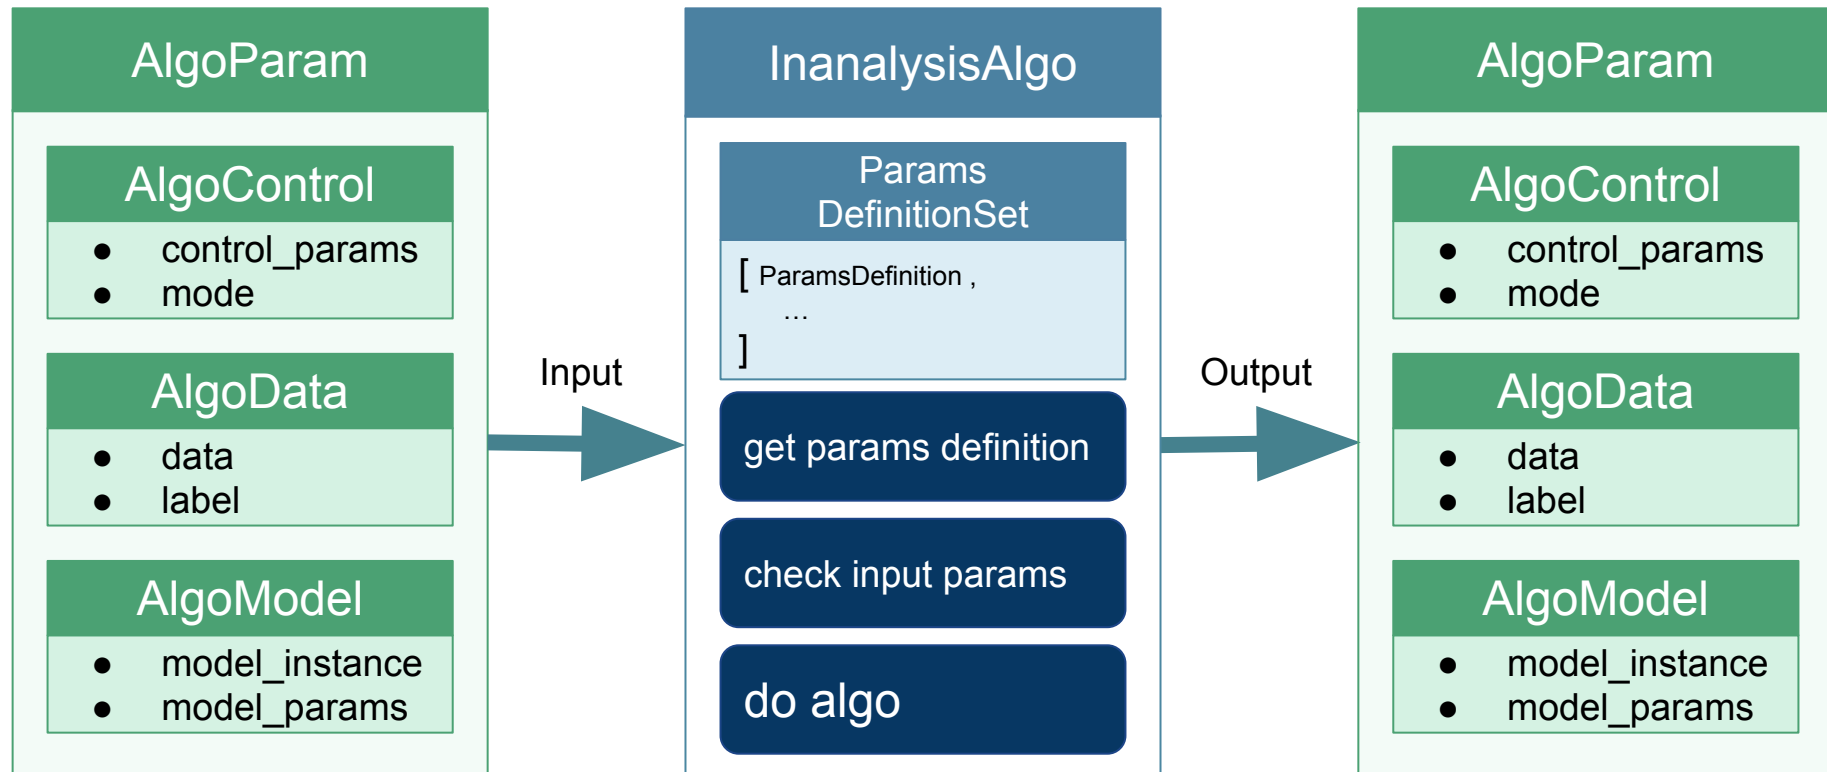 AlgoParam
AlgoControl
● control_params
● mode
AlgoData
● data
● label
AlgoModel
● model_instance
● model_params
Input
InanalysisAlgo
Params
DefinitionSet
[ ParamsDefinition ,
...
]
get params definition
check input params
do algo
Output
AlgoParam
AlgoControl
● control_params
● mode
AlgoData
● data
● label
AlgoModel
● model_instance
● model_params